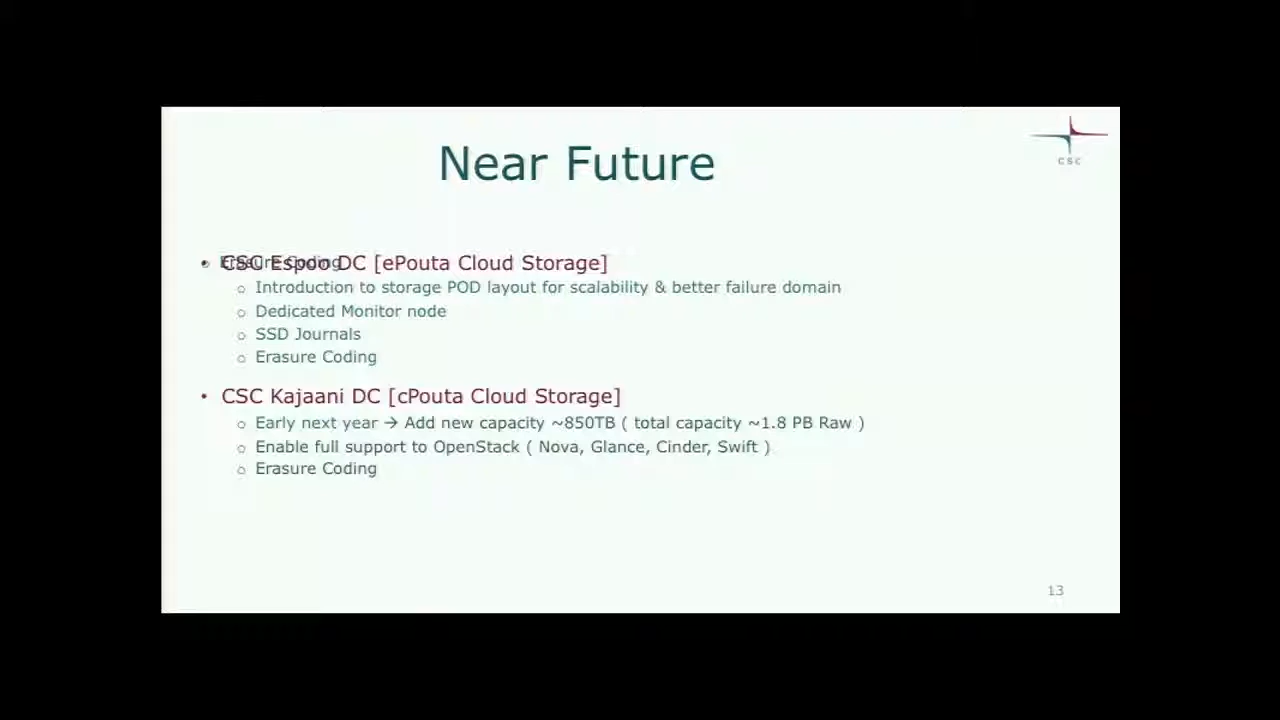 Near Future
CSC
• CSC Espoo DC [ePouta Cloud Storage]
o Erasure Coding
o Introduction to storage POD layout for scalability & better failure domain
o Dedicated Monitor node
o SSD Journals
o Erasure Coding
• CSC Kajaani DC [cPouta Cloud Storage]
o Early next year → Add new capacity ~850TB ( total capacity ~1.8 PB Raw )
o Enable full support to OpenStack ( Nova, Glance, Cinder, Swift )
o Erasure Coding
13